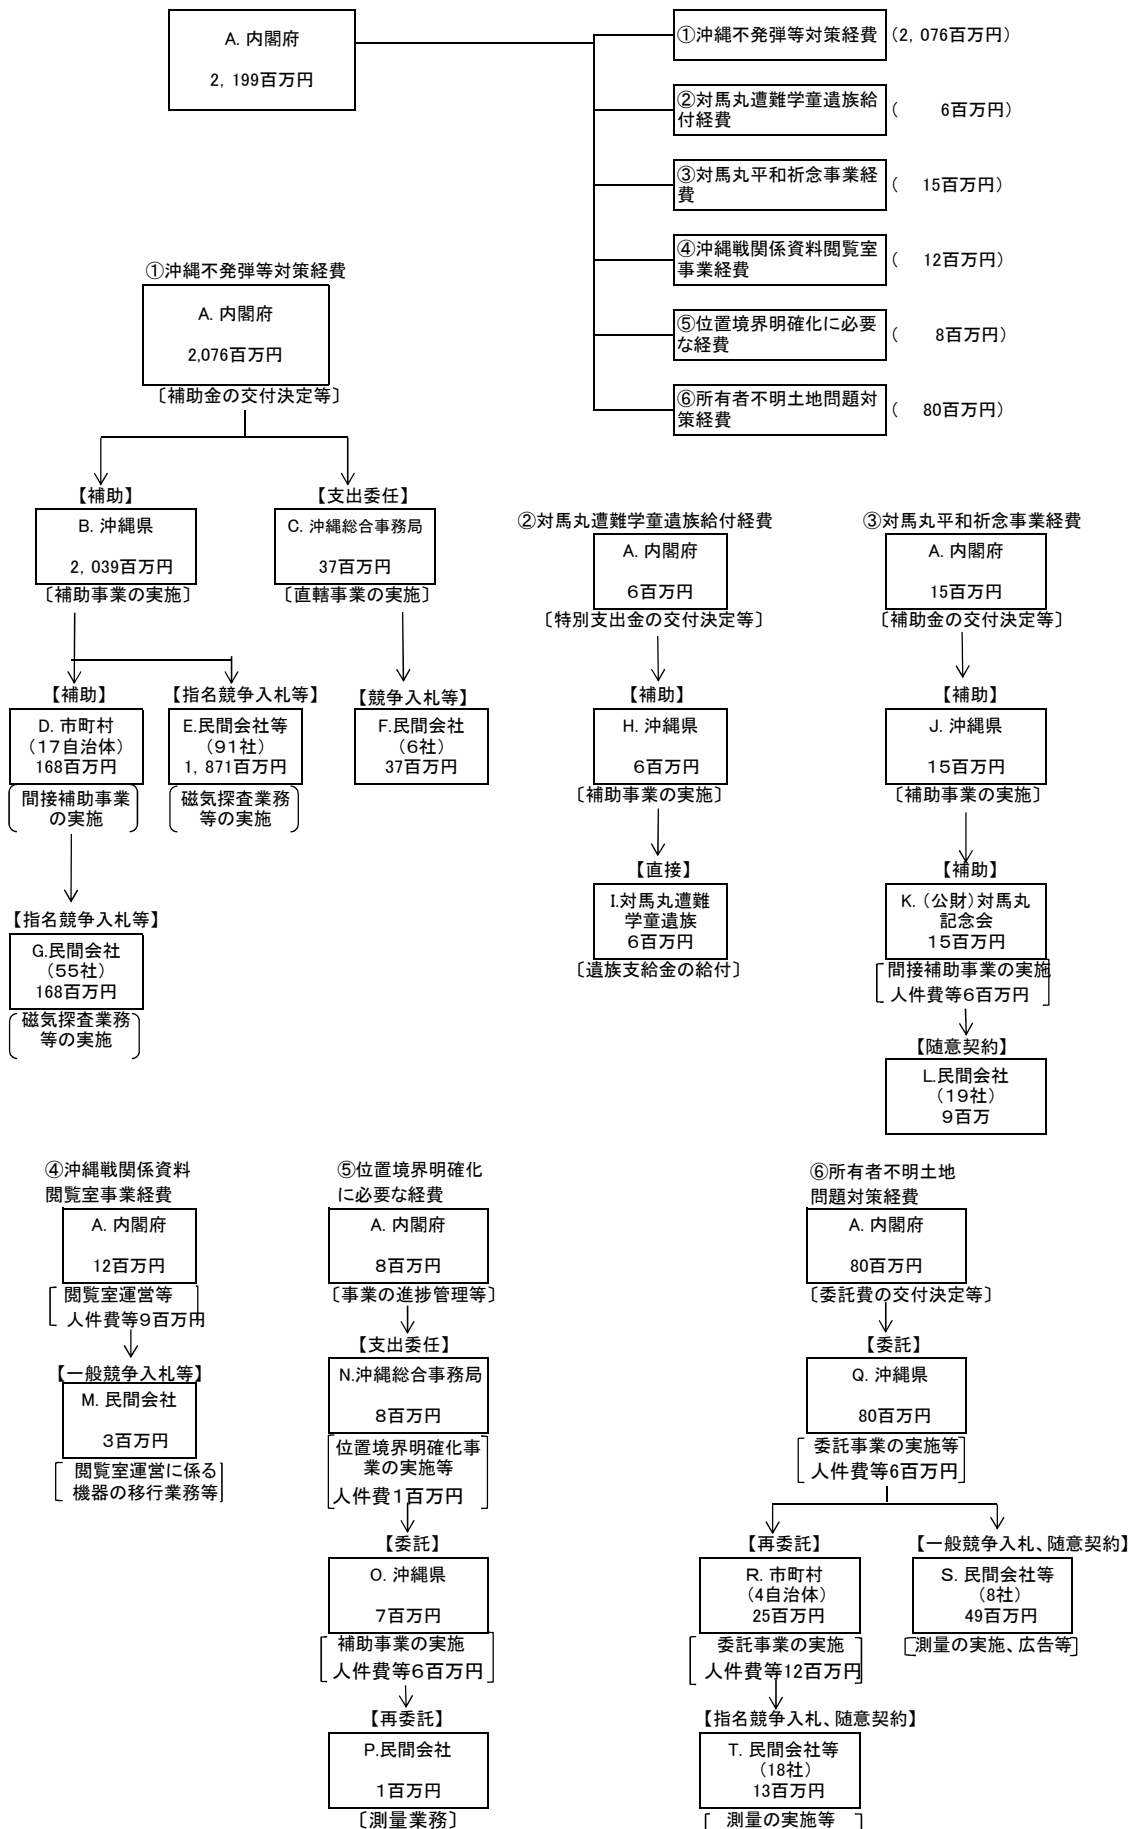 A. 内閣府
2, 199百万円
①沖縄不発弾等対策経費
(2, 076百万円)
②対馬丸遭難学童遺族給
付経費
( 6百万円)
③対馬丸平和祈念事業経
費
( 15百万円)
④沖縄戦関係資料閲覧室
事業経費
( 12百万円)
⑤位置境界明確化に必要
な経費
( 8百万円)
⑥所有者不明土地問題対
策経費
( 80百万円)
①沖縄不発弾等対策経費
A. 内閣府
2,076百万円
〔補助金の交付決定等〕
【補助】
B. 沖縄県
2, 039百万円
〔補助事業の実施〕
【支出委任】
C. 沖縄総合事務局
37百万円
〔直轄事業の実施〕
【補助】
D. 市町村
(17自治体)
168百万円
間接補助事業
の実施
【指名競争入札等】
E.民間会社等
(91社)
1, 871百万円
磁気探査業務
等の実施
【競争入札等】
F.民間会社
(6社)
37百万円
【指名競争入札等】
G.民間会社
(55社)
168百万円
磁気探査業務
等の実施
②対馬丸遭難学童遺族給付経費
A. 内閣府
6百万円
〔特別支出金の交付決定等〕
【補助】
H. 沖縄県
6百万円
〔補助事業の実施〕
【直接】
I.対馬丸遭難
学童遺族
6百万円
〔遺族支給金の給付〕
③対馬丸平和祈念事業経費
A. 内閣府
15百万円
〔補助金の交付決定等〕
【補助】
J. 沖縄県
15百万円
〔補助事業の実施〕
【補助】
K. (公財)対馬丸
記念会
15百万円
間接補助事業の実施
人件費等6百万円
【随意契約】
L.民間会社
(19社)
9百万
④沖縄戦関係資料
閲覧室事業経費
A. 内閣府
12百万円
閲覧室運営等
人件費等9百万円
【一般競争入札等】
M. 民間会社
3百万円
閲覧室運営に係る
機器の移行業務等
⑤位置境界明確化
に必要な経費
A. 内閣府
8百万円
〔事業の進捗管理等〕
【支出委任】
N.沖縄総合事務局
8百万円
位置境界明確化事
業の実施等
人件費1百万円
【委託】
O. 沖縄県
7百万円
補助事業の実施
人件費等6百万円
【再委託】
P.民間会社
1百万円
〔測量業務〕
⑥所有者不明土地
問題対策経費
A. 内閣府
80百万円
〔委託費の交付決定等〕
【委託】
Q. 沖縄県
80百万円
委託事業の実施等
人件費等6百万円
【再委託】
R. 市町村
(4自治体)
25百万円
委託事業の実施
人件費等12百万円
【一般競争入札、随意契約】
S. 民間会社等
(8社)
49百万円
測量の実施、広告等
【指名競争入札、随意契約】
T. 民間会社等
(18社)
13百万円
測量の実施等